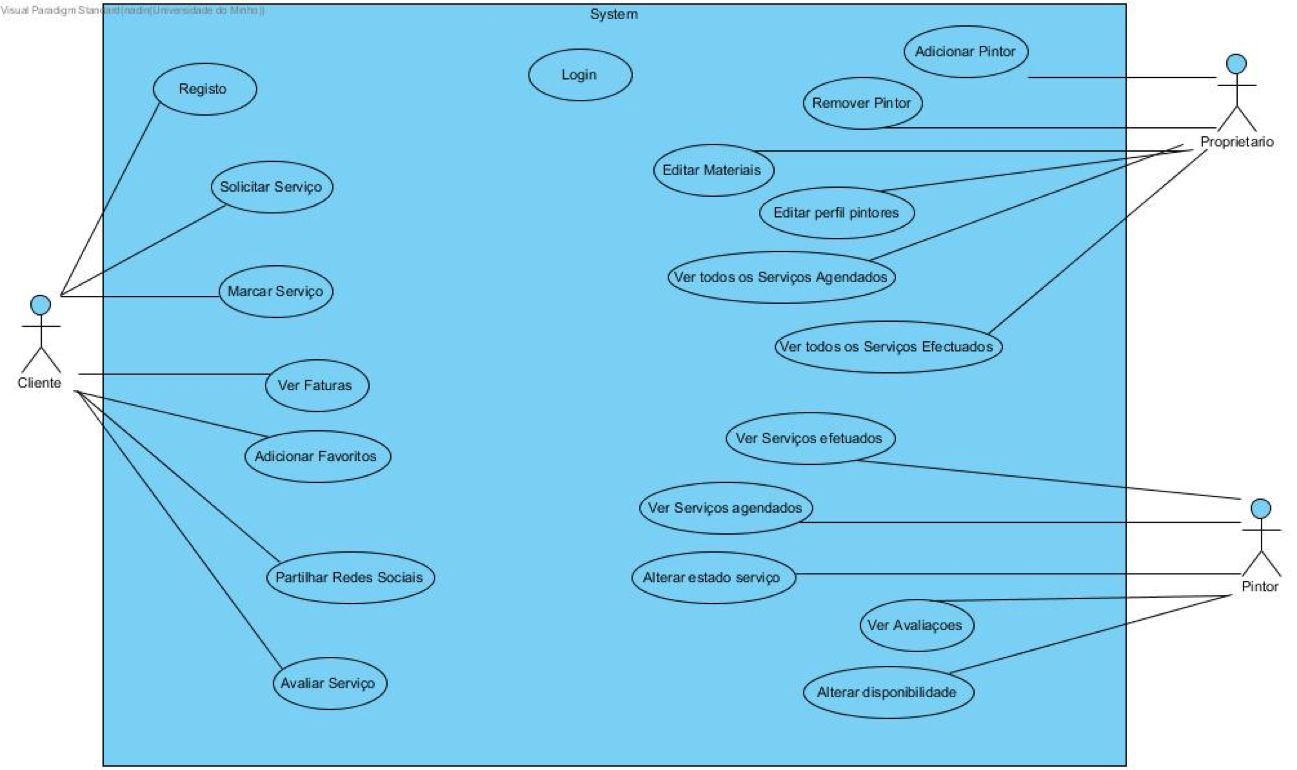 Visual Paradigm Standard(nadin(Universidade do Minho))
System
Adicionar Pintor
Login
Registo
Remover Pintor
Proprietario
Editar Materiais
Solicitar Serviço
Editar perfil pintores
Ver todos os Serviços Agendados
Marcar Serviço
Ver todos os Serviços Efectuados
Cliente
Ver Faturas
Ver Serviços efetuados
Adicionar Favoritos
Ver Serviços agendados
Partilhar Redes Sociais
Alterar estado serviço
Pintor
Ver Avaliaçoes
Avaliar Serviço
Alterar disponibilidade